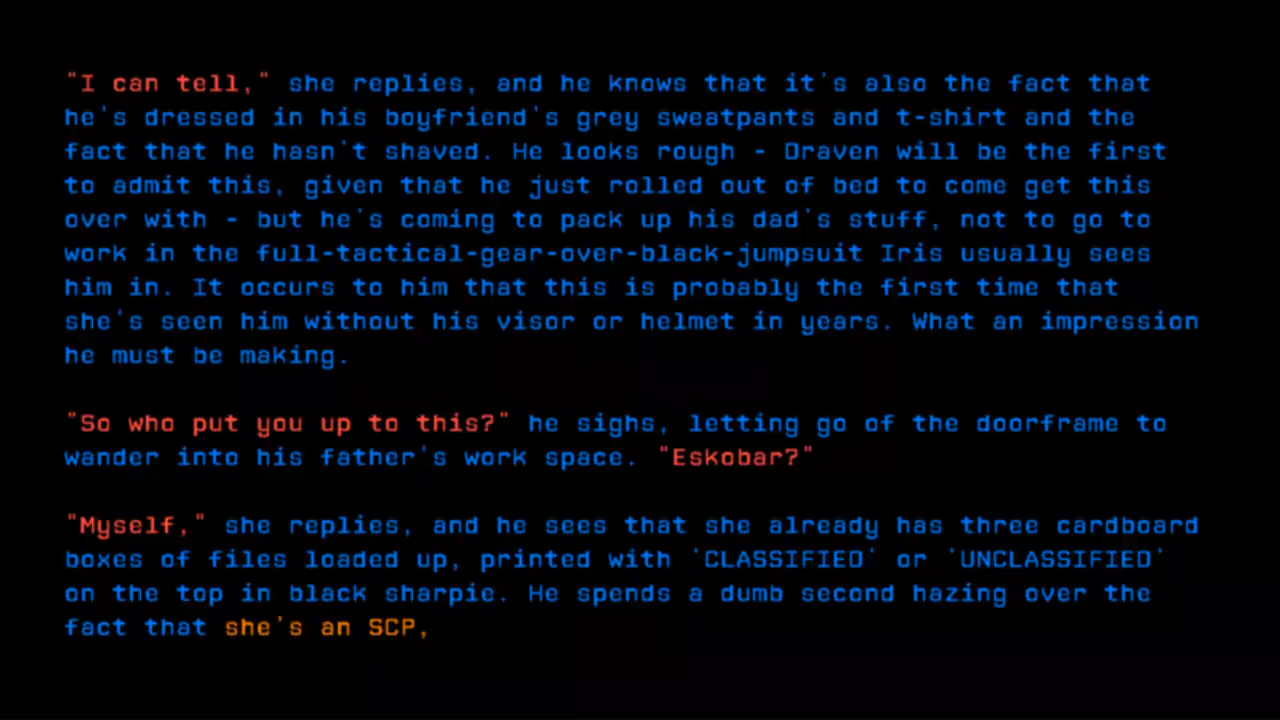 "I can tell," she replies, and he knows that it's also the fact that
he's dressed in his boyfriend's grey sweatpants and t-shirt and the
fact that he hasn't shaved. He looks rough - Draven will be the first
to admit this, given that he just rolled out of bed to come get this
over with - but he's coming to pack up his dad's stuff, not to go to
work in the full-tactical-gear-over-black-jumpsuit Iris usually sees
him in. It occurs to him that this is probably the first time that
she's seen him without his visor or helmet in years. What an impression
he must be making.
"So who put you up to this?" he sighs, letting go of the doorframe to
wander into his father's work space. "Eskobar?"
"Myself," she replies, and he sees that she already has three cardboard
boxes of files loaded up, printed with 'CLASSIFIED' or 'UNCLASSIFIED'
on the top in black sharpie. He spends a dumb second hazing over the
fact that she's an SCP,